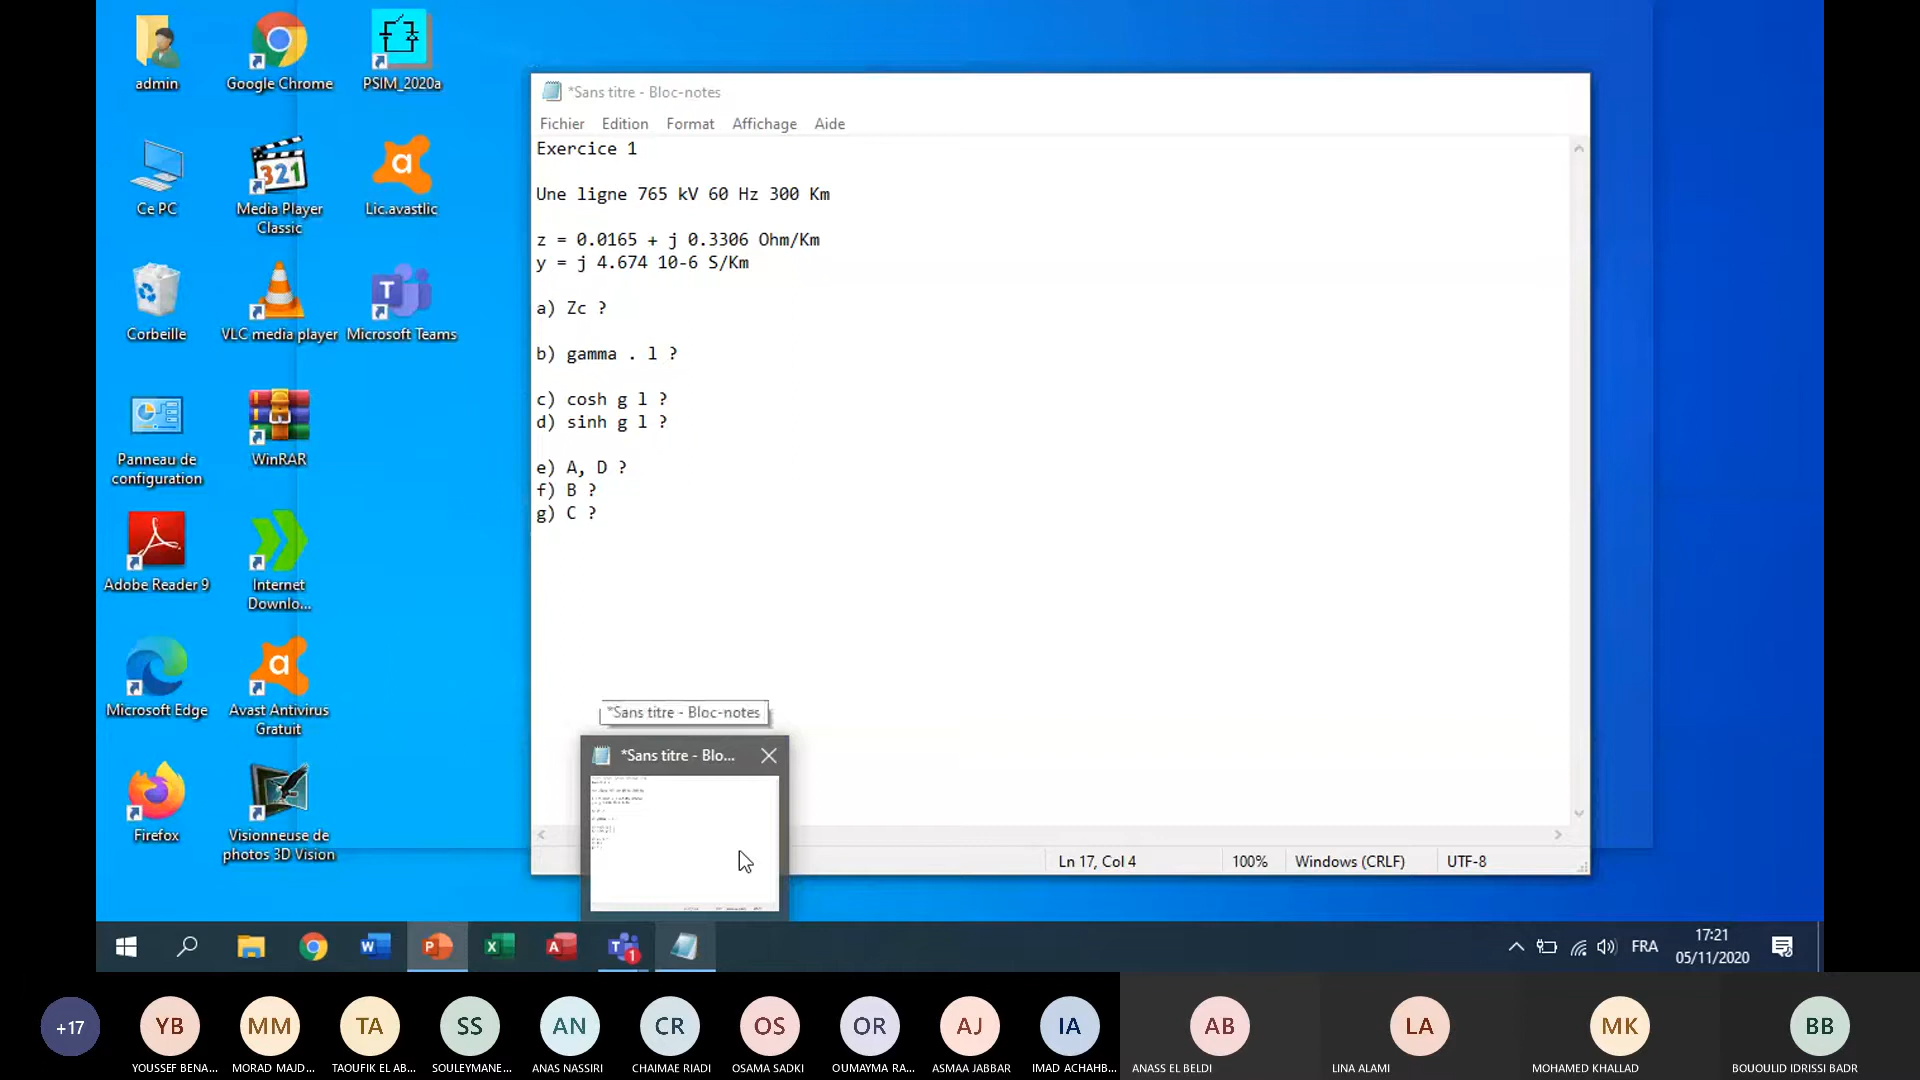 admin
Google Chrome
PSIM_2020a
Ce PC
Media Player
Classic
Lic.avastlic
Corbeille
VLC media player
Microsoft Teams
Panneau de
configuration
WinRAR
Adobe Reader 9
Internet
Downlo...
Microsoft Edge
Avast Antivirus
Gratuit
Firefox
Visionneuse de
photos 3D Vision
*Sans titre - Bloc-notes
Fichier Edition Format Affichage Aide
Exercice 1
Une ligne 765 kV 60 Hz 300 Km
z = 0.0165 + j 0.3306 Ohm/Km
y = j 4.674 10-6 S/Km
a) Zc ?
b) gamma . l ?
c) cosh g l ?
d) sinh g l ?
e) A, D ?
f) B ?
g) C ?
*Sans titre - Bloc-notes
*Sans titre - Blo...
Ln 17, Col 4 100% Windows (CRLF) UTF-8
FRA
17:21
05/11/2020
+17 YB MM TA SS AN CR OS OR AJ IA AB LA MK BB
YOUSSEF BENA... MORAD MAJD... TAOUFIK EL AB... SOULEYMANE... ANAS NASSIRI CHAIMAE RIADI OSAMA SADKI OUMAYMA RA... ASMAA JABBAR IMAD ACHAHB... ANASS EL BELDI LINA ALAMI MOHAMED KHALLAD BOUOULID IDRISSI BADR